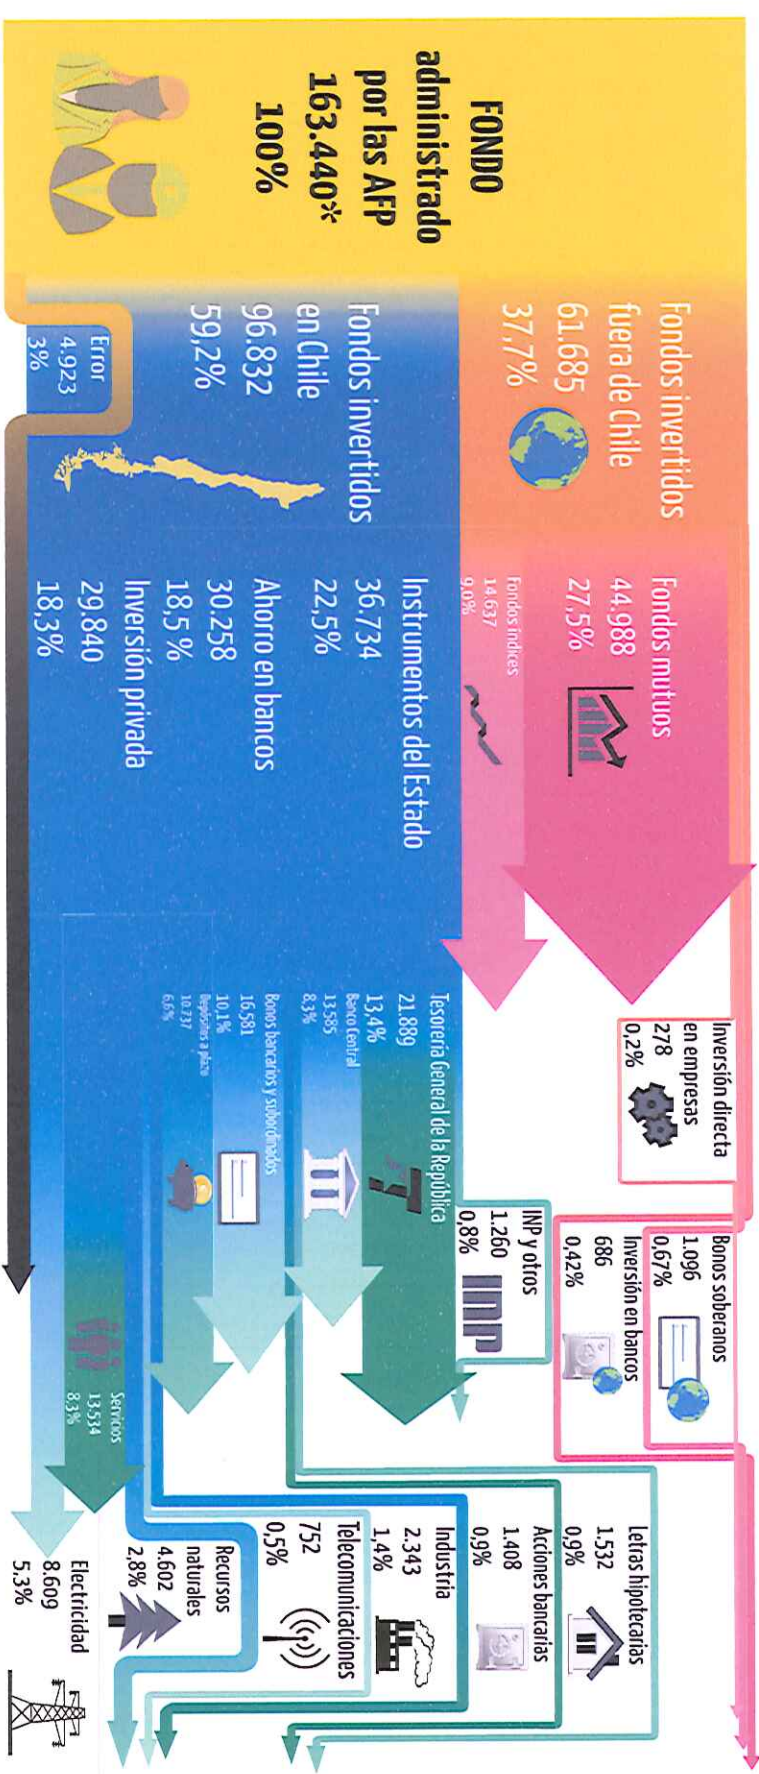 FONDO
administrado
por las AFP
163.440*
100%
Fondos invertidos
fuera de Chile
61.685
37,7%
Fondos invertidos
en Chile
96.832
59,2%
Error
4.923
3%
Fondos mutuos
44.988
27,5%
Fondos índices
14.637
9,0%
Instrumentos del Estado
36.734
22,5%
Ahorro en bancos
30.258
18,5 %
Inversión privada
29.840
18,3%
Inversión directa
en empresas
278
0,2%
Bonos soberanos
1.096
0,67%
Inversión en bancos
686
0,42%
INP y otros
1.260
0,8%
INP
Tesorería General de la República
21.889
13,4%
Banco Central
13.585
8,3%
Bonos bancarios y subordinados
16.581
10,1%
Depósitos a plazo
10.737
6,6%
Letras hipotecarias
1.532
0,9%
Acciones bancarias
1.408
0,9%
Industria
2.343
1,4%
Telecomunicaciones
752
0,5%
Recursos
naturales
4.602
2,8%
Servicios
13.534
8,3%
Electricidad
8.609
5.3%